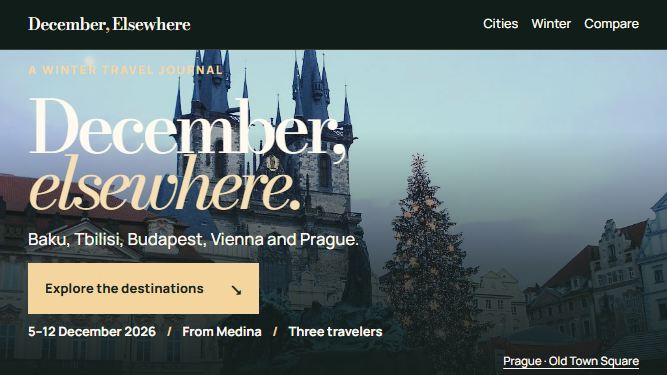 December, Elsewhere
Cities Winter Compare
A WINTER TRAVEL JOURNAL
December,
elsewhere.
Baku, Tbilisi, Budapest, Vienna and Prague.
Explore the destinations ↘
5–12 December 2026 / From Medina / Three travelers
Prague · Old Town Square